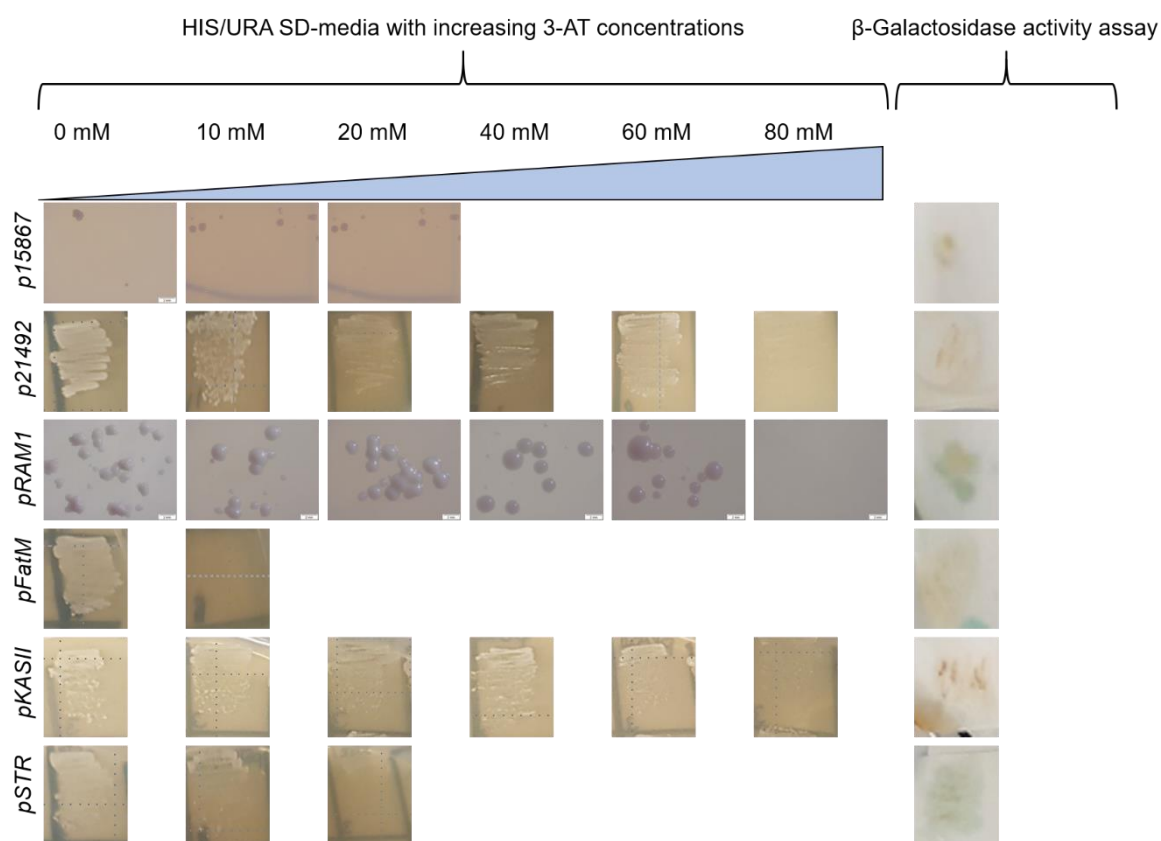 HIS/URA SD-media with increasing 3-AT concentrations
β-Galactosidase activity assay
0 mM 10 mM 20 mM 40 mM 60 mM 80 mM
p15867
p21492
pRAM1
pFatM
pKASII
pSTR